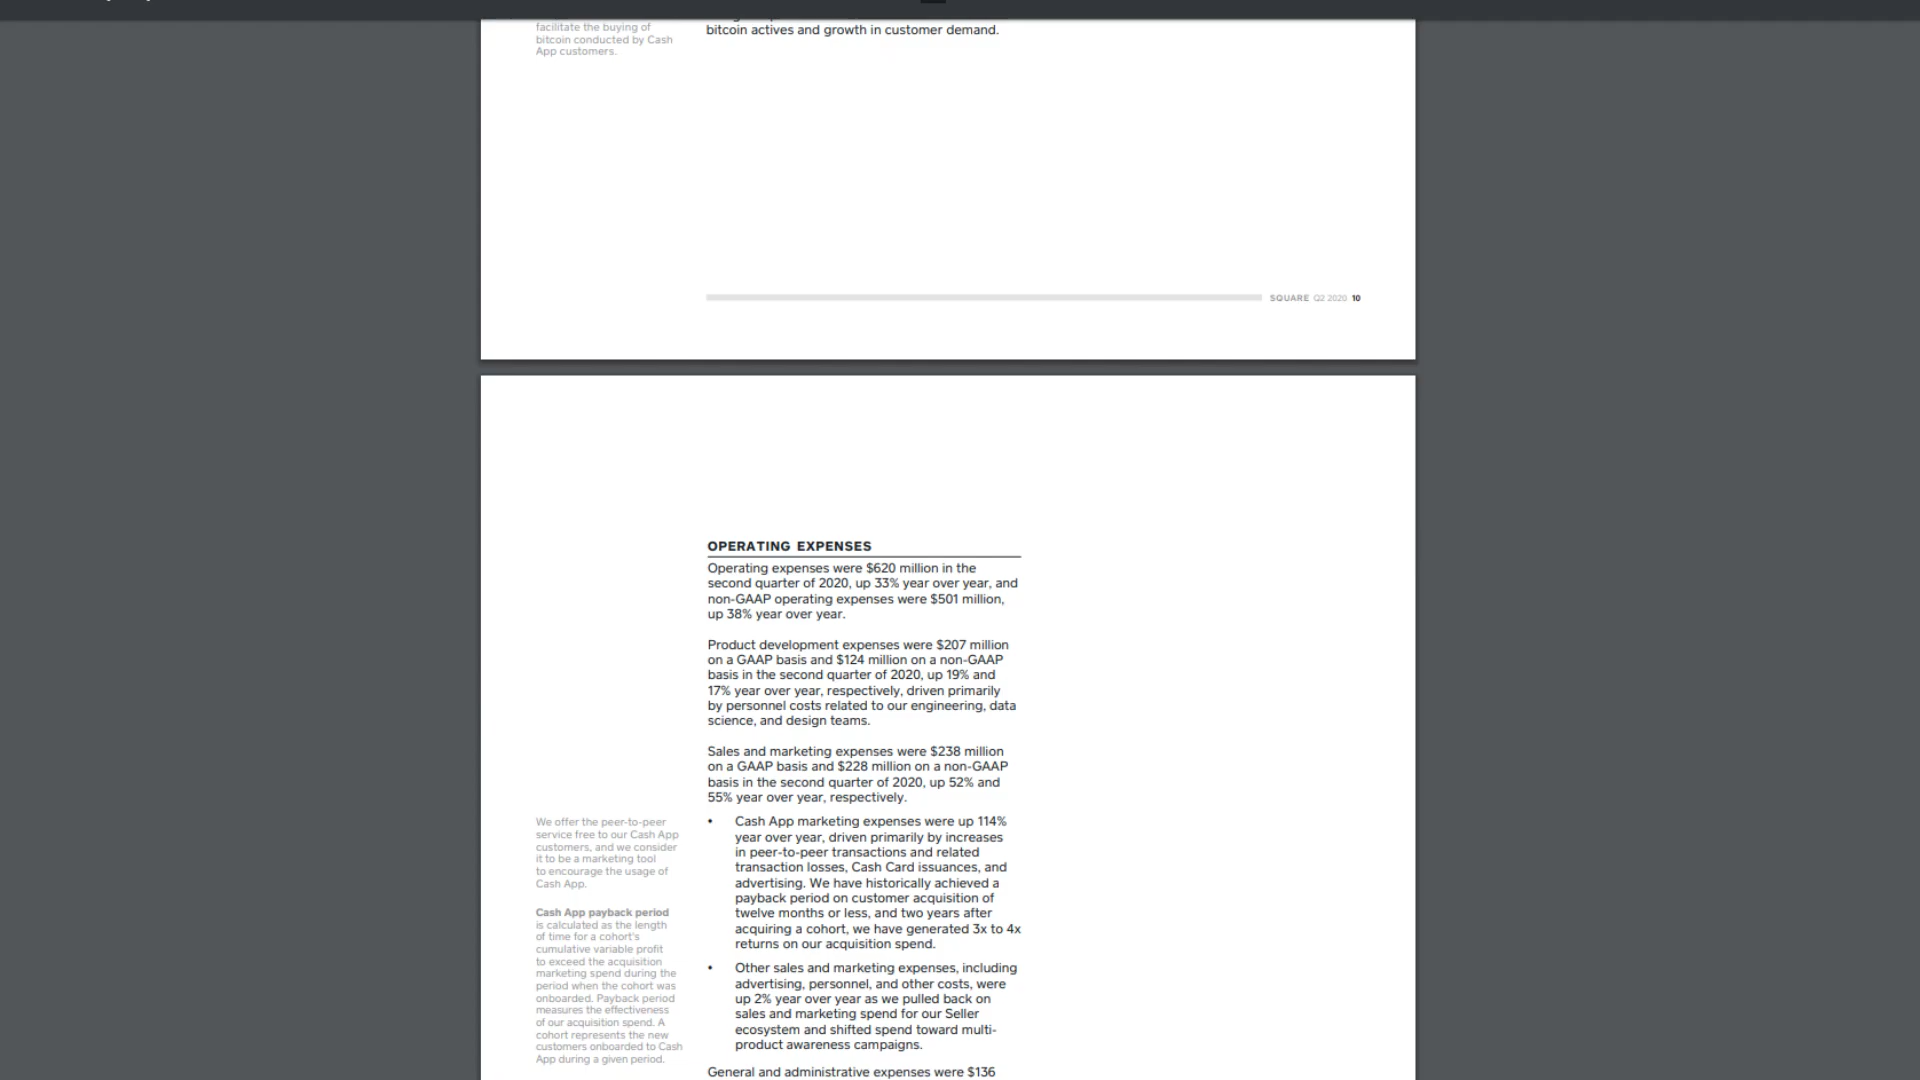 facilitate the buying of
bitcoin conducted by Cash
App customers.
bitcoin actives and growth in customer demand.
SQUARE Q2 2020 10
OPERATING EXPENSES
Operating expenses were $620 million in the
second quarter of 2020, up 33% year over year, and
non-GAAP operating expenses were $501 million,
up 38% year over year.
Product development expenses were $207 million
on a GAAP basis and $124 million on a non-GAAP
basis in the second quarter of 2020, up 19% and
17% year over year, respectively, driven primarily
by personnel costs related to our engineering, data
science, and design teams.
Sales and marketing expenses were $238 million
on a GAAP basis and $228 million on a non-GAAP
basis in the second quarter of 2020, up 52% and
55% year over year, respectively.
We offer the peer-to-peer
service free to our Cash App
customers, and we consider
it to be a marketing tool
to encourage the usage of
Cash App.
Cash App payback period
is calculated as the length
of time for a cohort's
cumulative variable profit
to exceed the acquisition
marketing spend during the
period when the cohort was
onboarded. Payback period
measures the effectiveness
of our acquisition spend. A
cohort represents the new
customers onboarded to Cash
App during a given period.
• Cash App marketing expenses were up 114%
year over year, driven primarily by increases
in peer-to-peer transactions and related
transaction losses, Cash Card issuances, and
advertising. We have historically achieved a
payback period on customer acquisition of
twelve months or less, and two years after
acquiring a cohort, we have generated 3x to 4x
returns on our acquisition spend.
• Other sales and marketing expenses, including
advertising, personnel, and other costs, were
up 2% year over year as we pulled back on
sales and marketing spend for our Seller
ecosystem and shifted spend toward multi-
product awareness campaigns.
General and administrative expenses were $136